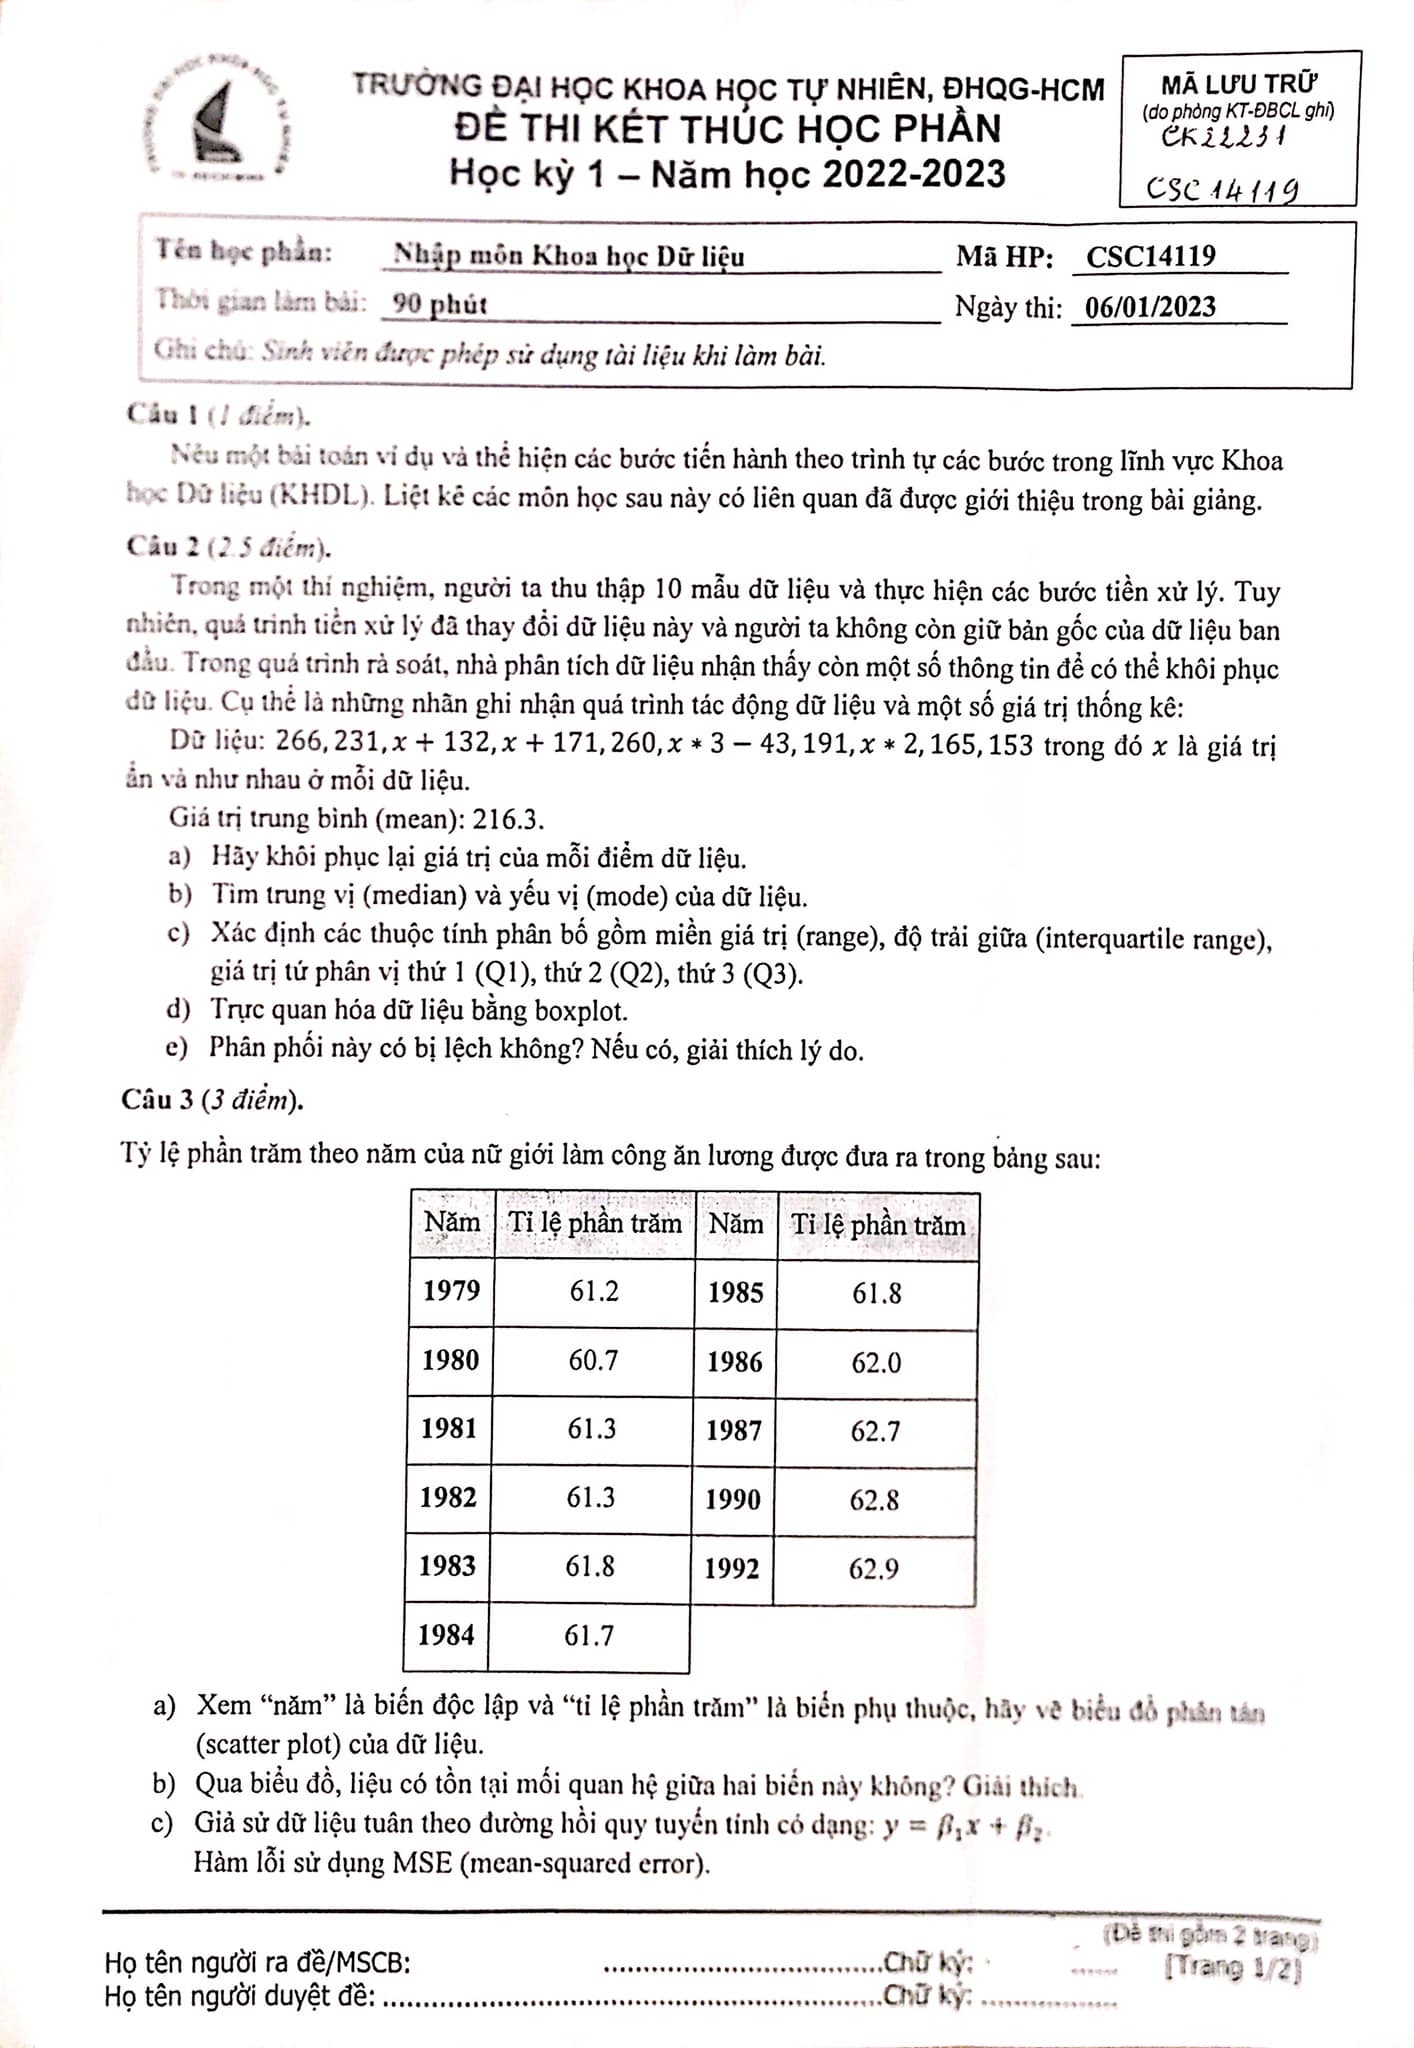 TRƯỜNG ĐẠI HỌC KHOA HỌC TỰ NHIÊN, ĐHQG-HCM
ĐỀ THI KẾT THÚC HỌC PHẦN
Học kỳ 1 – Năm học 2022-2023
MÃ LƯU TRỮ
(do phòng KT-ĐBCL ghi)
CK22231
CSC14119
Tên học phần: Nhập môn Khoa học Dữ liệu Mã HP: CSC14119
Thời gian làm bài: 90 phút Ngày thi: 06/01/2023
Ghi chú: Sinh viên được phép sử dụng tài liệu khi làm bài.
Câu 1 (1 điểm).
Nêu một bài toán ví dụ và thể hiện các bước tiến hành theo trình tự các bước trong lĩnh vực Khoa
học Dữ liệu (KHDL). Liệt kê các môn học sau này có liên quan đã được giới thiệu trong bài giảng.
Câu 2 (2.5 điểm).
Trong một thí nghiệm, người ta thu thập 10 mẫu dữ liệu và thực hiện các bước tiền xử lý. Tuy
nhiên, quá trình tiền xử lý đã thay đổi dữ liệu này và người ta không còn giữ bản gốc của dữ liệu ban
đầu. Trong quá trình rà soát, nhà phân tích dữ liệu nhận thấy còn một số thông tin để có thể khôi phục
dữ liệu. Cụ thể là những nhãn ghi nhận quá trình tác động dữ liệu và một số giá trị thống kê:
Dữ liệu: 266, 231, x + 132, x + 171, 260, x * 3 − 43, 191, x * 2, 165, 153 trong đó x là giá trị
ẩn và như nhau ở mỗi dữ liệu.
Giá trị trung bình (mean): 216.3.
a) Hãy khôi phục lại giá trị của mỗi điểm dữ liệu.
b) Tìm trung vị (median) và yếu vị (mode) của dữ liệu.
c) Xác định các thuộc tính phân bố gồm miền giá trị (range), độ trải giữa (interquartile range),
giá trị tứ phân vị thứ 1 (Q1), thứ 2 (Q2), thứ 3 (Q3).
d) Trực quan hóa dữ liệu bằng boxplot.
e) Phân phối này có bị lệch không? Nếu có, giải thích lý do.
Câu 3 (3 điểm).
Tỷ lệ phần trăm theo năm của nữ giới làm công ăn lương được đưa ra trong bảng sau:
Năm Tỉ lệ phần trăm Năm Tỉ lệ phần trăm
1979 61.2 1985 61.8
1980 60.7 1986 62.0
1981 61.3 1987 62.7
1982 61.3 1990 62.8
1983 61.8 1992 62.9
1984 61.7
a) Xem “năm” là biến độc lập và “tỉ lệ phần trăm” là biến phụ thuộc, hãy vẽ biểu đồ phân tán
(scatter plot) của dữ liệu.
b) Qua biểu đồ, liệu có tồn tại mối quan hệ giữa hai biến này không? Giải thích.
c) Giả sử dữ liệu tuân theo đường hồi quy tuyến tính có dạng: y = β₁x + β₂.
Hàm lỗi sử dụng MSE (mean-squared error).
(Đề thi gồm 2 trang)
[Trang 1/2]
Họ tên người ra đề/MSCB: ..................................Chữ ký: ......
Họ tên người duyệt đề: ............................................................Chữ ký: .................